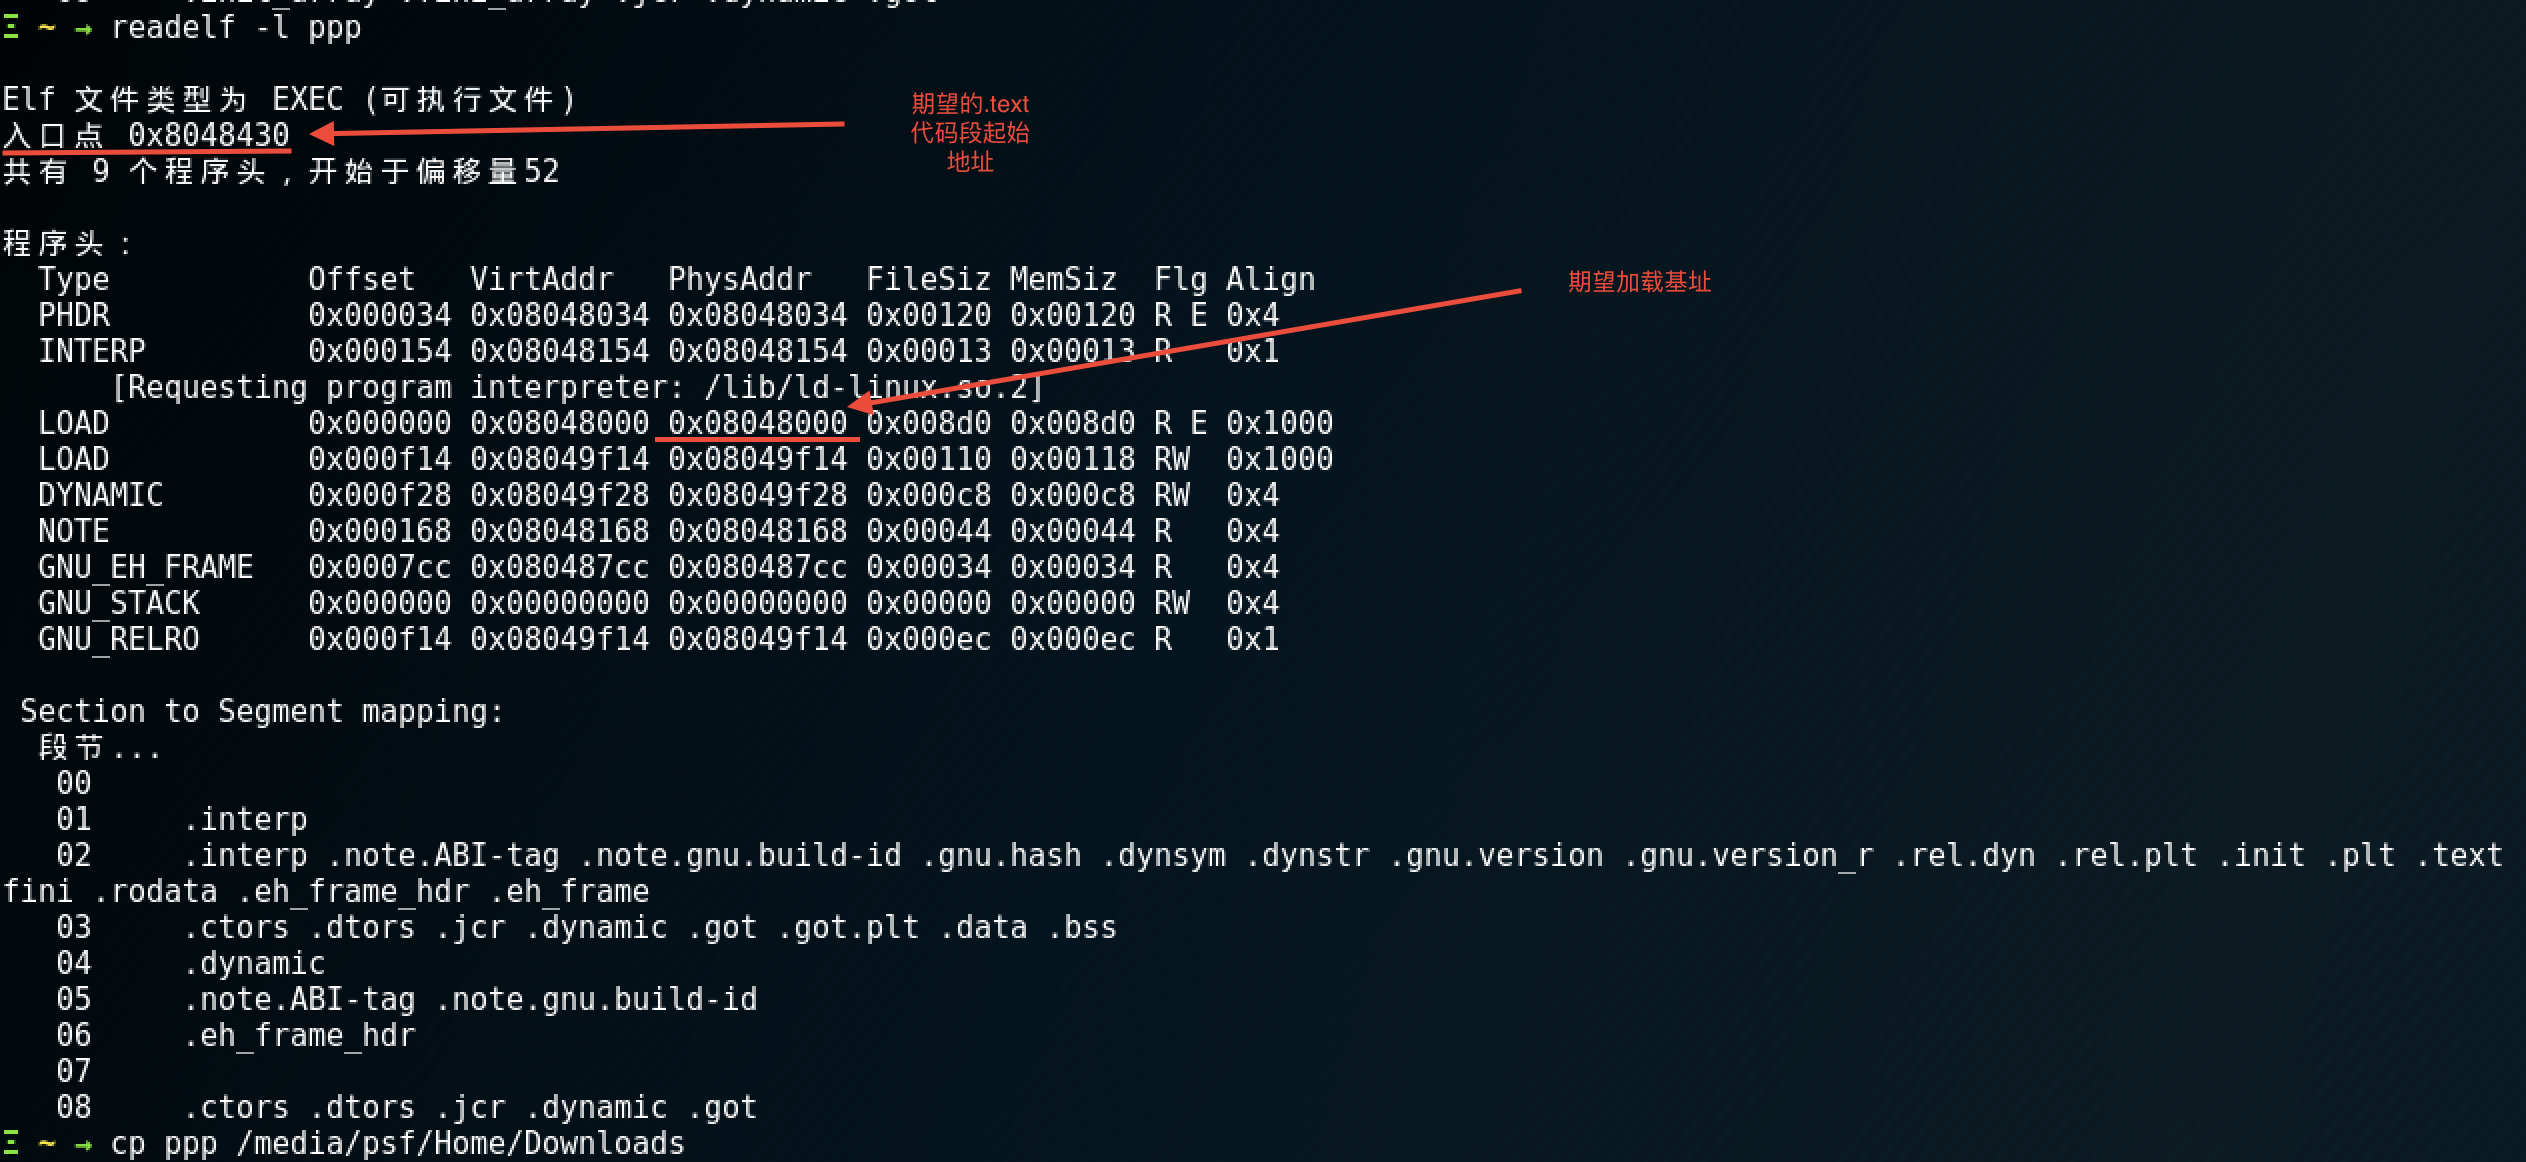 Ξ ~ → readelf -l ppp
Elf 文件类型为 EXEC (可执行文件)
入口点 0x8048430
共有 9 个程序头，开始于偏移量52
期望的.text
代码段起始
地址
程序头：
Type Offset VirtAddr PhysAddr FileSiz MemSiz Flg Align
PHDR 0x000034 0x08048034 0x08048034 0x00120 0x00120 R E 0x4
INTERP 0x000154 0x08048154 0x08048154 0x00013 0x00013 R 0x1
[Requesting program interpreter: /lib/ld-linux.so.2]
LOAD 0x000000 0x08048000 0x08048000 0x008d0 0x008d0 R E 0x1000
LOAD 0x000f14 0x08049f14 0x08049f14 0x00110 0x00118 RW 0x1000
DYNAMIC 0x000f28 0x08049f28 0x08049f28 0x000c8 0x000c8 RW 0x4
NOTE 0x000168 0x08048168 0x08048168 0x00044 0x00044 R 0x4
GNU_EH_FRAME 0x0007cc 0x080487cc 0x080487cc 0x00034 0x00034 R 0x4
GNU_STACK 0x000000 0x00000000 0x00000000 0x00000 0x00000 RW 0x4
GNU_RELRO 0x000f14 0x08049f14 0x08049f14 0x000ec 0x000ec R 0x1
期望加载基址
Section to Segment mapping:
段节...
00
01 .interp
02 .interp .note.ABI-tag .note.gnu.build-id .gnu.hash .dynsym .dynstr .gnu.version .gnu.version_r .rel.dyn .rel.plt .init .plt .text
fini .rodata .eh_frame_hdr .eh_frame
03 .ctors .dtors .jcr .dynamic .got .got.plt .data .bss
04 .dynamic
05 .note.ABI-tag .note.gnu.build-id
06 .eh_frame_hdr
07
08 .ctors .dtors .jcr .dynamic .got
Ξ ~ → cp ppp /media/psf/Home/Downloads